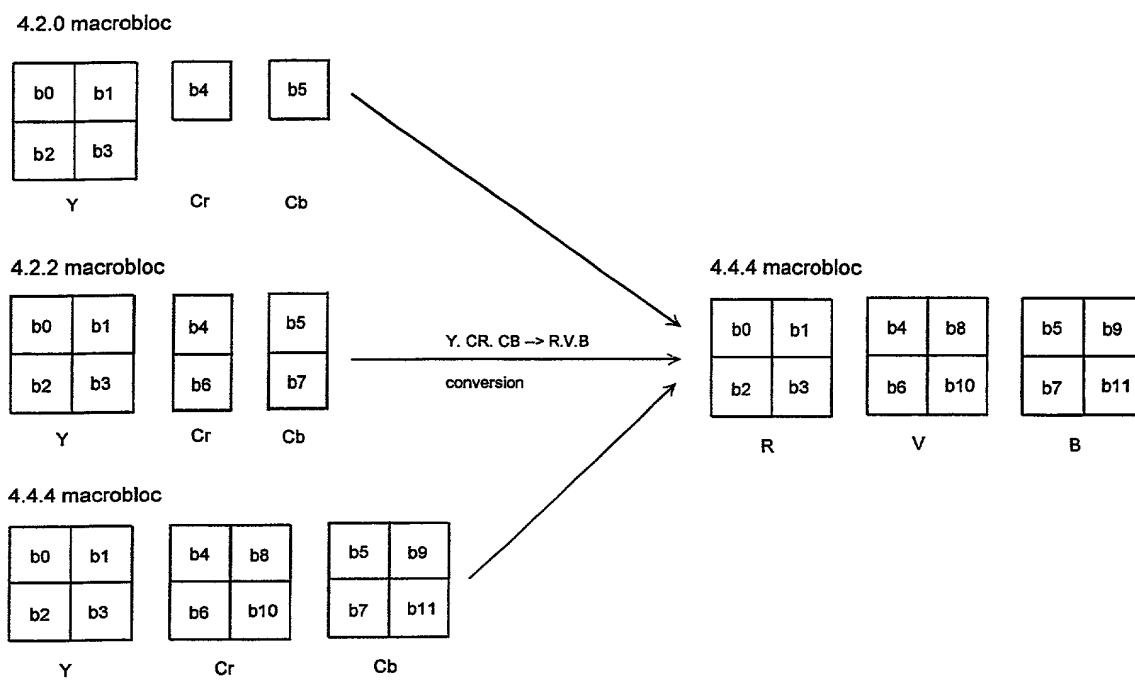 4.2.0 macrobloc
b0 b1 b4 b5
b2 b3
Y Cr Cb
4.2.2 macrobloc
b0 b1 b4 b5
b2 b3 b6 b7
Y Cr Cb
Y. CR. CB --> R.V.B
conversion
4.4.4 macrobloc
b0 b1 b4 b8 b5 b9
b2 b3 b6 b10 b7 b11
R V B
4.4.4 macrobloc
b0 b1 b4 b8 b5 b9
b2 b3 b6 b10 b7 b11
Y Cr Cb